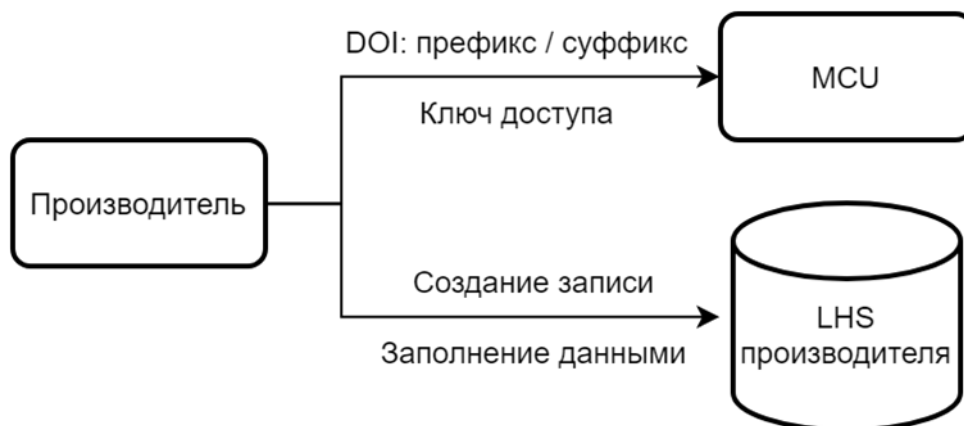 DOI: префикс / суффикс
MCU
Ключ доступа
Производитель
Создание записи
LHS
производителя
Заполнение данными